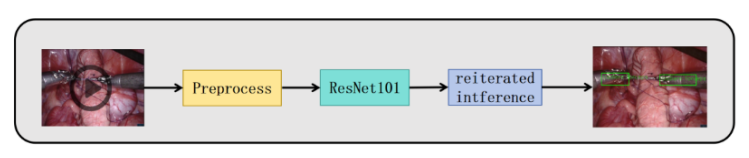 Preprocess
ResNet101
reiterated
intference